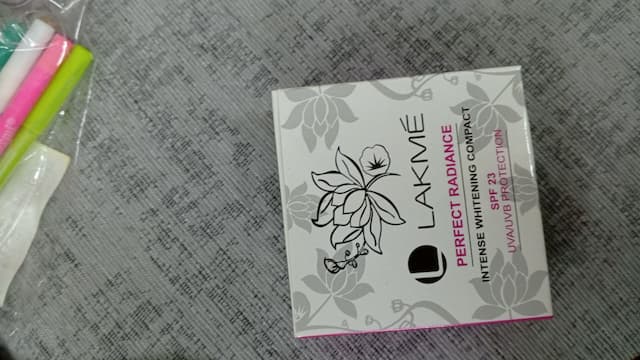 LAKMÉ
PERFECT RADIANCE
INTENSE WHITENING COMPACT
SPF 23
UVA/UVB PROTECTION